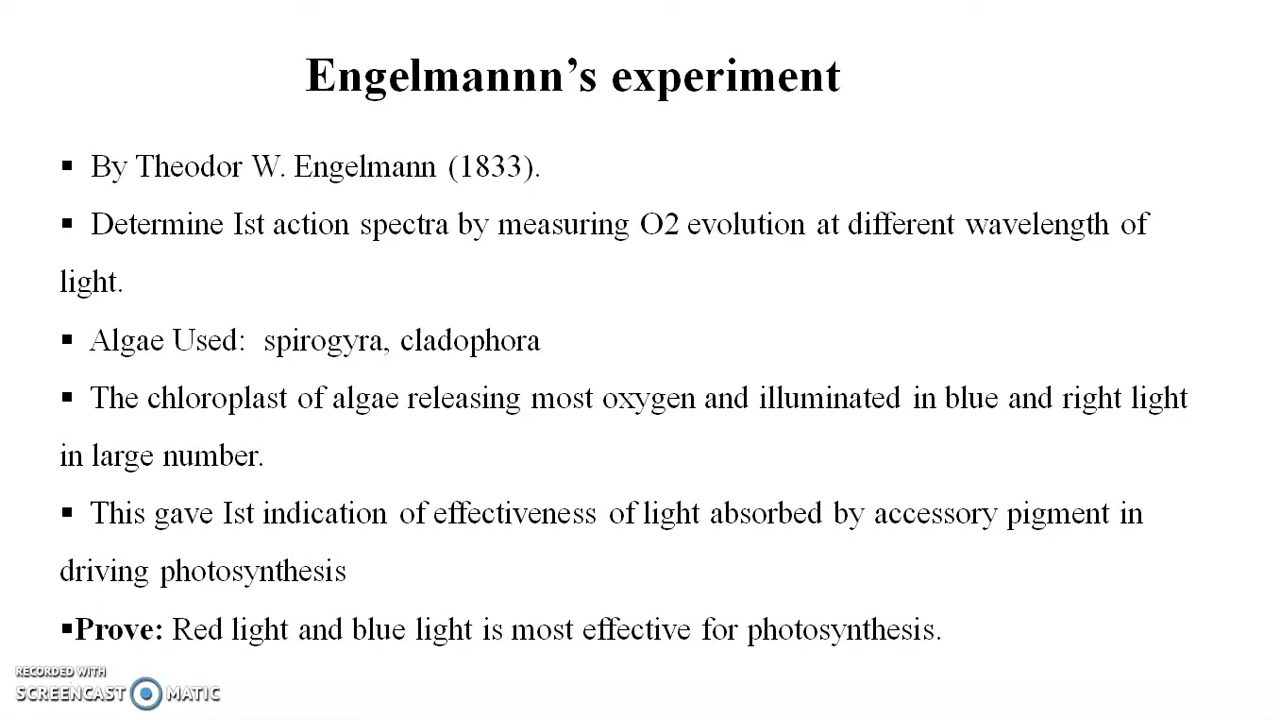 Engelmannn’s experiment
▪ By Theodor W. Engelmann (1833).
▪ Determine Ist action spectra by measuring O2 evolution at different wavelength of
light.
▪ Algae Used: spirogyra, cladophora
▪ The chloroplast of algae releasing most oxygen and illuminated in blue and right light
in large number.
▪ This gave Ist indication of effectiveness of light absorbed by accessory pigment in
driving photosynthesis
▪Prove: Red light and blue light is most effective for photosynthesis.
RECORDED WITH
SCREENCAST MATIC